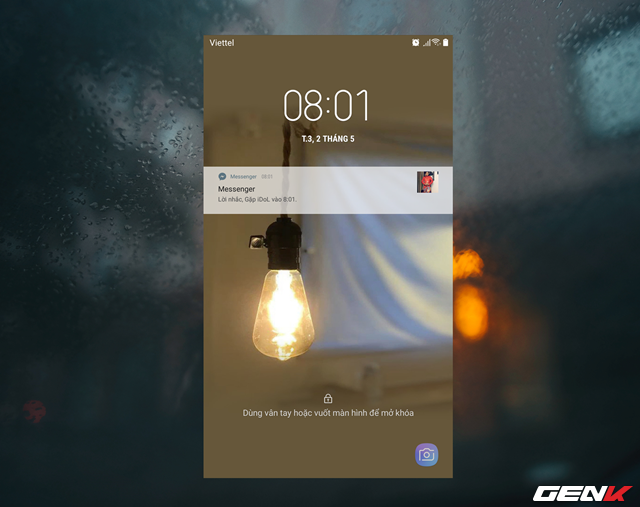 Viettel
08:01
T.3, 2 THÁNG 5
Messenger 08:01
Messenger
Lời nhắc, Gặp iDoL vào 8:01.
Dùng vân tay hoặc vuốt màn hình để mở khóa
GENK